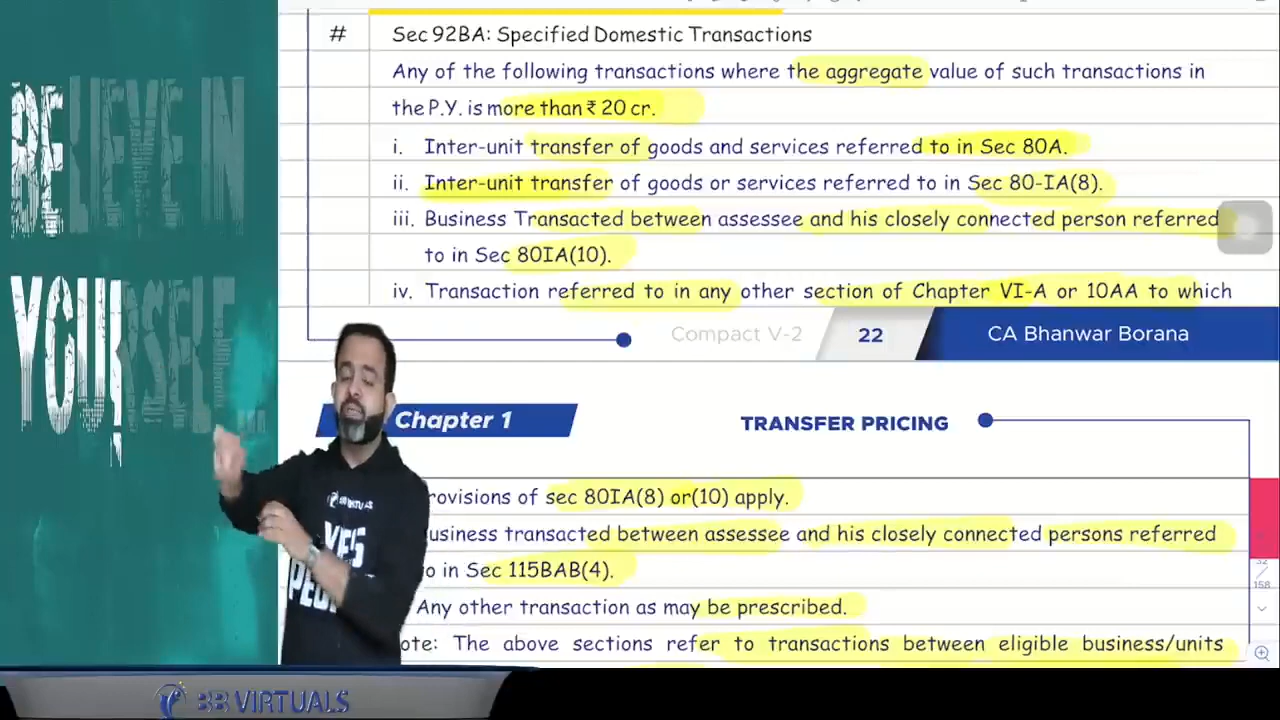 BELIEVE IN
YOURSELF...
# Sec 92BA: Specified Domestic Transactions
Any of the following transactions where the aggregate value of such transactions in
the P.Y. is more than ₹ 20 cr.
i. Inter-unit transfer of goods and services referred to in Sec 80A.
ii. Inter-unit transfer of goods or services referred to in Sec 80-IA(8).
iii. Business Transacted between assessee and his closely connected person referred
to in Sec 80IA(10).
iv. Transaction referred to in any other section of Chapter VI-A or 10AA to which
Compact V-2 22 CA Bhanwar Borana
Chapter 1 TRANSFER PRICING
rovisions of sec 80IA(8) or(10) apply.
usiness transacted between assessee and his closely connected persons referred
o in Sec 115BAB(4).
Any other transaction as may be prescribed.
ote: The above sections refer to transactions between eligible business/units
158
YES
BB VIRTUALS